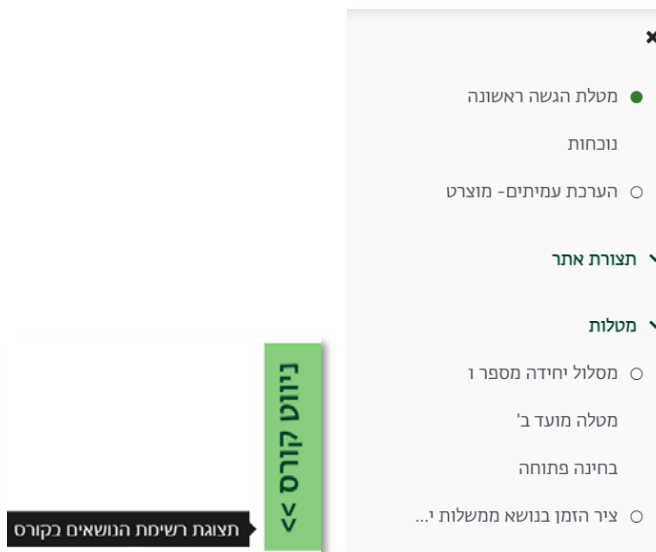 מטלת הגשה ראשונה
נוכחות
הערכת עמיתים- מוצרט
תצורת אתר
מטלות
מסלול יחידה מספר ו
מטלה מועד ב'
בחינה פתוחה
ציר הזמן בנושא ממשלות י...
ניווט קורס >>
תצוגת רשימת הנושאים בקורס